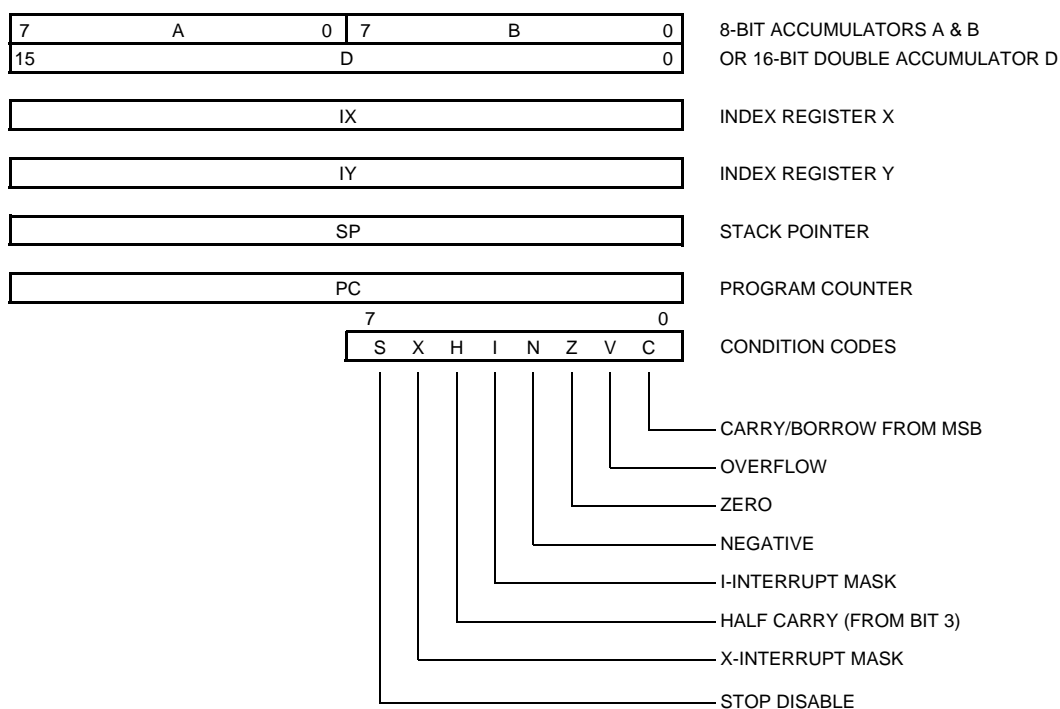 7 A 0 7 B 0 8-BIT ACCUMULATORS A & B
15 D 0 OR 16-BIT DOUBLE ACCUMULATOR D
IX INDEX REGISTER X
IY INDEX REGISTER Y
SP STACK POINTER
PC PROGRAM COUNTER
7 0
S X H I N Z V C CONDITION CODES
CARRY/BORROW FROM MSB
OVERFLOW
ZERO
NEGATIVE
I-INTERRUPT MASK
HALF CARRY (FROM BIT 3)
X-INTERRUPT MASK
STOP DISABLE